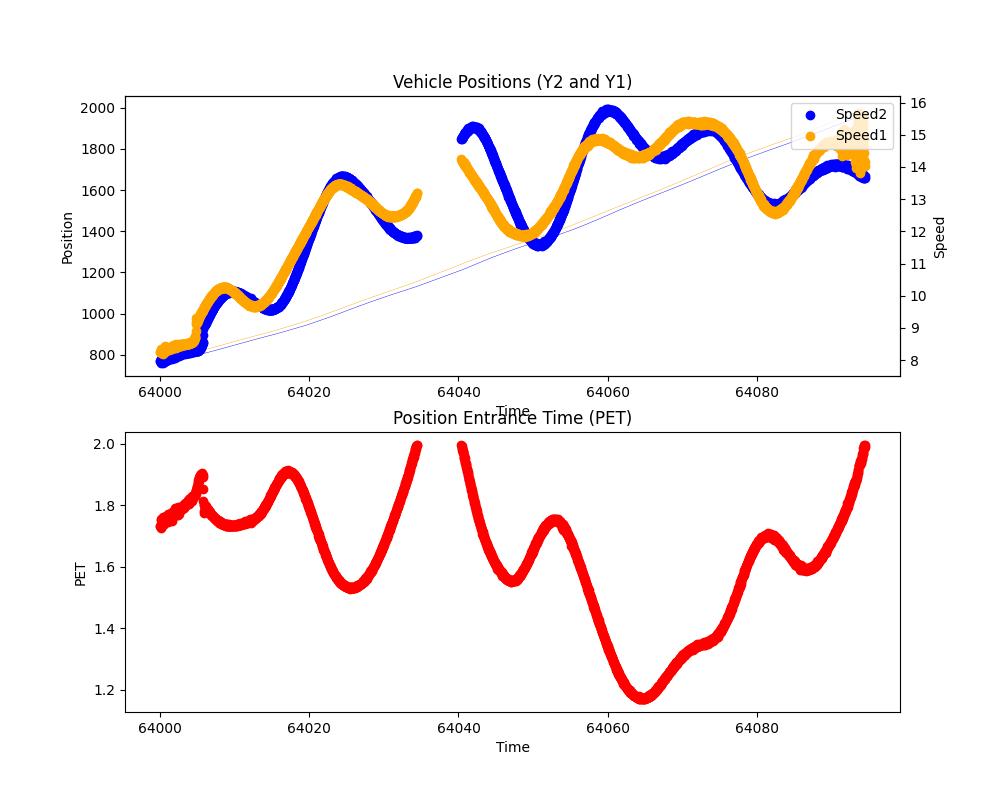 Vehicle Positions (Y2 and Y1)
Position
2000
1800
1600
1400
1200
1000
800
16
15
14
13
12
11
10
9
8
Speed
Speed2
Speed1
64000 64020 64040 64060 64080
Time
Position Entrance Time (PET)
PET
2.0
1.8
1.6
1.4
1.2
64000 64020 64040 64060 64080
Time